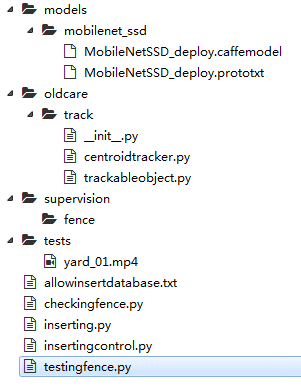 models
mobilenet_ssd
MobileNetSSD_deploy.caffemodel
MobileNetSSD_deploy.prototxt
oldcare
track
__init__.py
centroidtracker.py
trackableobject.py
supervision
fence
tests
yard_01.mp4
allowinsertdatabase.txt
checkingfence.py
inserting.py
insertingcontrol.py
testingfence.py